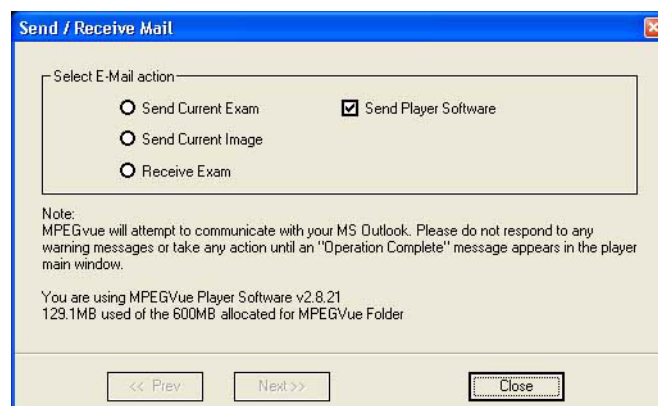 Send / Receive Mail
Select E-Mail action
Send Current Exam
Send Player Software
Send Current Image
Receive Exam
Note:
MPEGvue will attempt to communicate with your MS Outlook. Please do not respond to any
warning messages or take any action until an "Operation Complete" message appears in the player
main window.
You are using MPEGVue Player Software v2.8.21
129.1MB used of the 600MB allocated for MPEGVue Folder
<< Prev
Next >>
Close